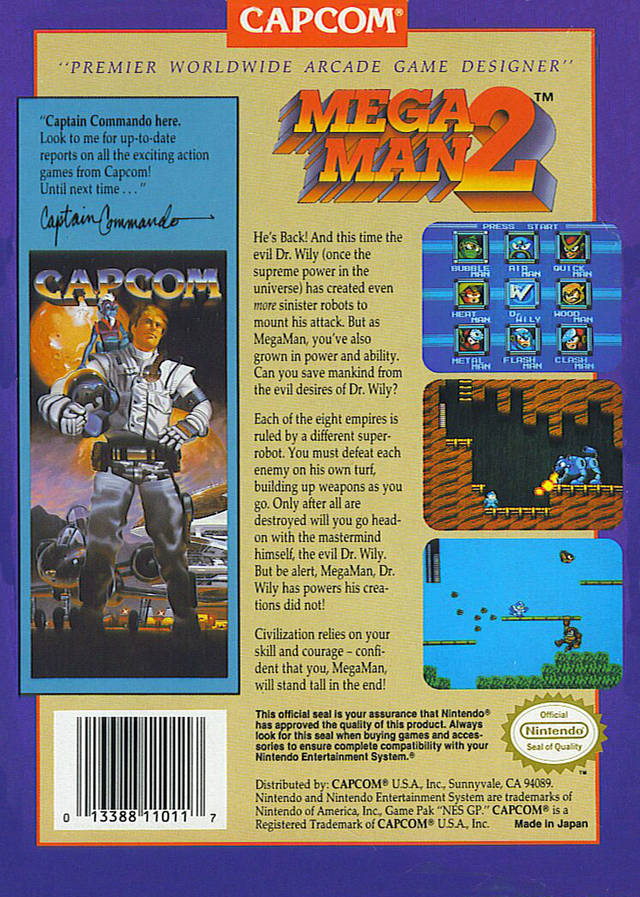 CAPCOM®
"PREMIER WORLDWIDE ARCADE GAME DESIGNER"
"Captain Commando here.
Look to me for up-to-date
reports on all the exciting action
games from Capcom!
Until next time . . ."
Captain Commando
CAPCOM
MEGA
MAN 2 ™
He's Back! And this time the
evil Dr. Wily (once the
supreme power in the
universe) has created even
more sinister robots to
mount his attack. But as
MegaMan, you've also
grown in power and ability.
Can you save mankind from
the evil desires of Dr. Wily?
Each of the eight empires is
ruled by a different super-
robot. You must defeat each
enemy on his own turf,
building up weapons as you
go. Only after all are
destroyed will you go head-
on with the mastermind
himself, the evil Dr. Wily.
But be alert, MegaMan, Dr.
Wily has powers his crea-
tions did not!
Civilization relies on your
skill and courage – confi-
dent that you, MegaMan,
will stand tall in the end!
PRESS START
BUBBLE MAN AIR MAN QUICK MAN
HEAT MAN DR. WILY WOOD MAN
METAL MAN FLASH MAN CLASH MAN
This official seal is your assurance that Nintendo®
has approved the quality of this product. Always
look for this seal when buying games and acces-
sories to ensure complete compatibility with your
Nintendo Entertainment System.®
Official
Nintendo®
Seal of Quality
TM
Distributed by: CAPCOM® U.S.A., Inc., Sunnyvale, CA 94089.
Nintendo and Nintendo Entertainment System are trademarks of
Nintendo of America, Inc., Game Pak "NES GP." CAPCOM® is a
Registered Trademark of CAPCOM® U.S.A., Inc. Made in Japan
0 13388 11011 7